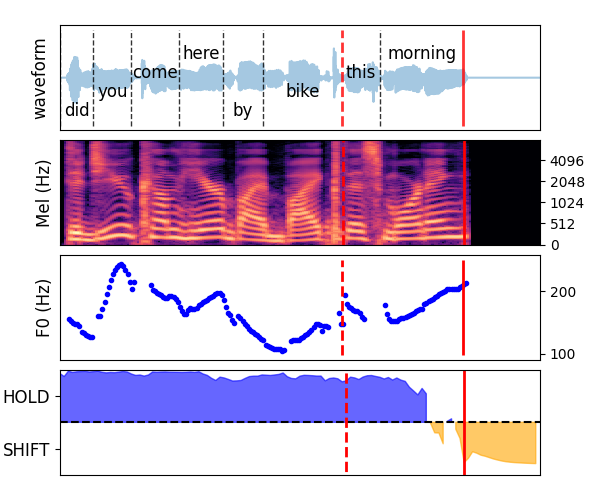 waveform
did you come here by bike this morning
Mel (Hz)
4096
2048
1024
512
0
F0 (Hz)
200
100
HOLD
SHIFT